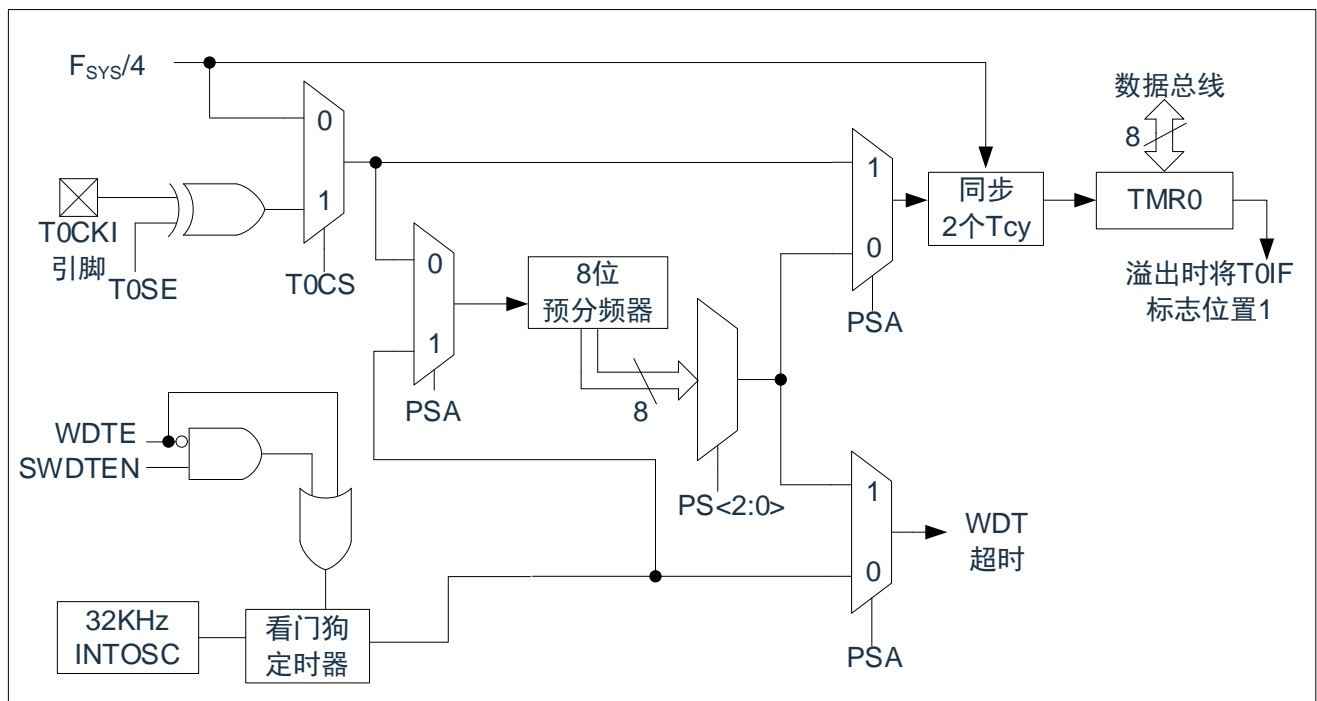 FSYS/4
数据总线
8
0
1
T0CKI
引脚
T0SE
T0CS
1
0
PSA
同步
2个Tcy
TMR0
溢出时将T0IF
标志位置1
0
1
PSA
8位
预分频器
8
PS<2:0>
WDTE
SWDTEN
1
0
PSA
WDT
超时
32KHz
INTOSC
看门狗
定时器